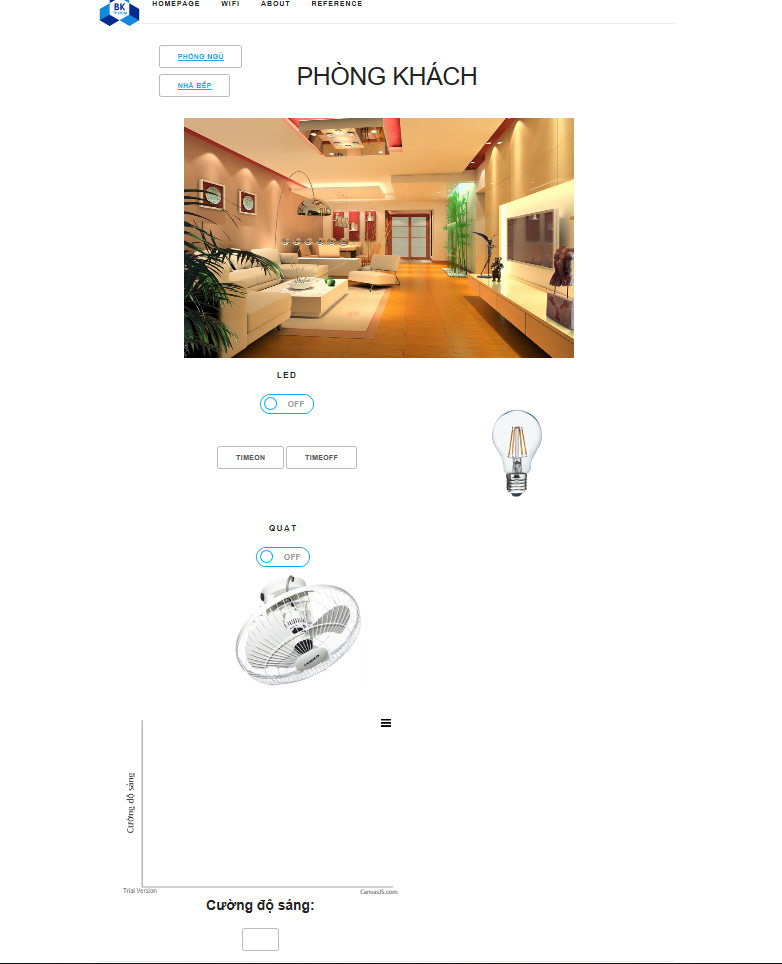 BK
HOMEPAGE WIFI ABOUT REFERENCE
PHÒNG NGỦ
NHÀ BẾP
PHÒNG KHÁCH
LED
OFF
TIMEON TIMEOFF
QUẠT
OFF
Cường độ sáng
Trial Version CanvasJS.com
Cường độ sáng: